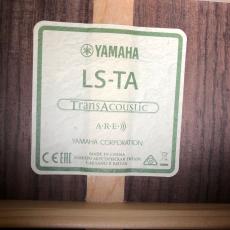 YAMAHA
LS-TA
TransAcoustic
A·R·E
YAMAHA CORPORATION
MADE IN CHINA